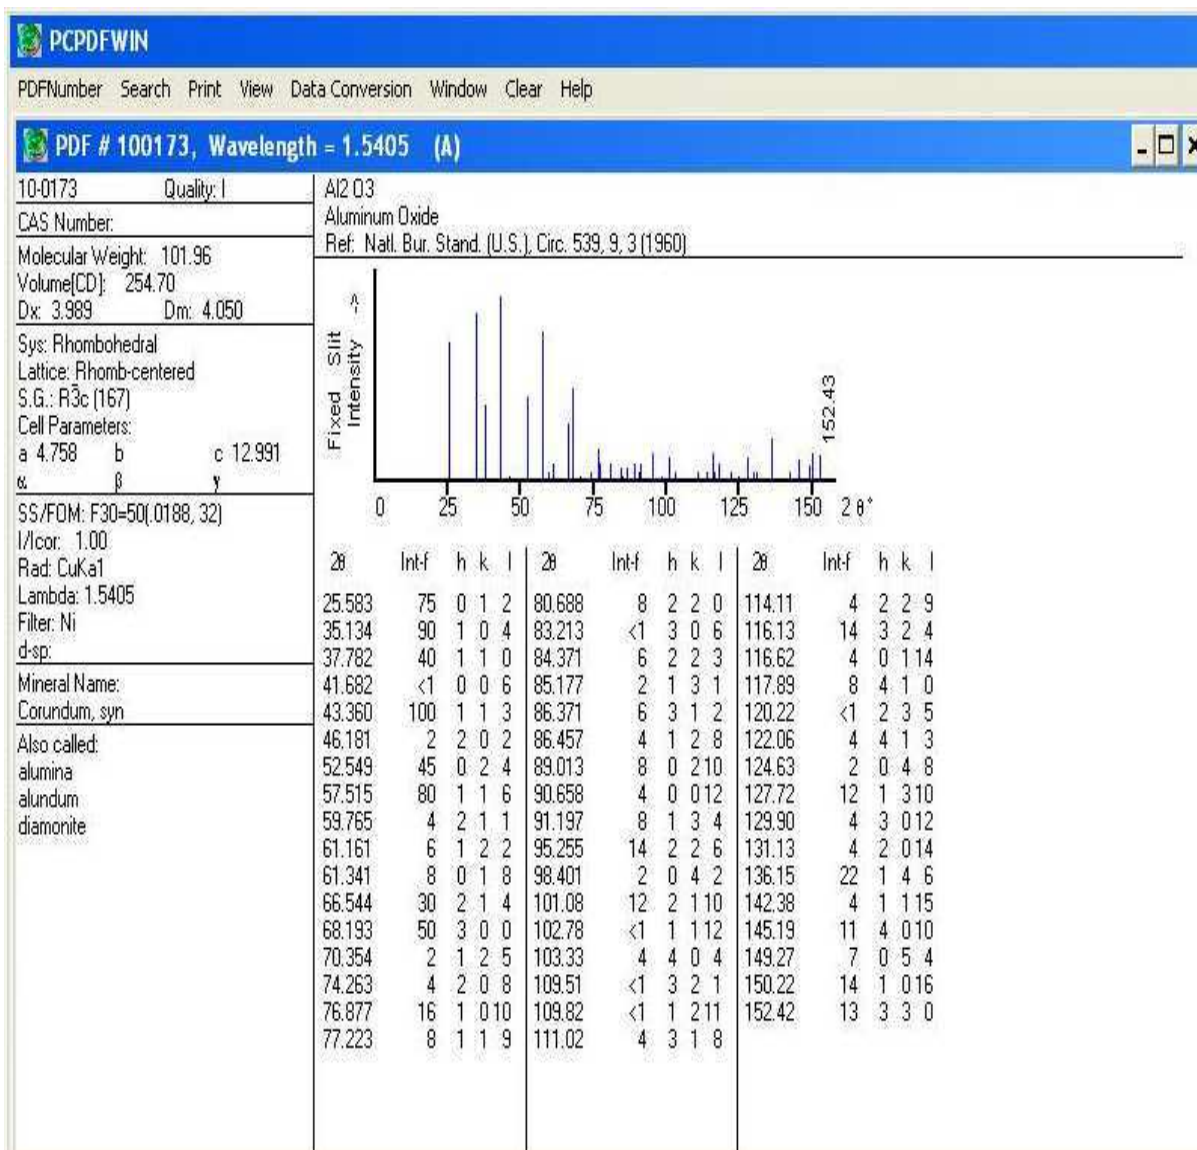 PCPDFWIN
PDFNumber Search Print View Data Conversion Window Clear Help
PDF # 100173, Wavelength = 1.5405 (A)
10-0173 Quality: I
CAS Number:
Molecular Weight: 101.96
Volume[CD]: 254.70
Dx: 3.989 Dm: 4.050
Sys: Rhombohedral
Lattice: Rhomb-centered
S.G.: R3̄c (167)
Cell Parameters:
a 4.758 b c 12.991
α β γ
SS/FOM: F30=50(.0188, 32)
I/Icor: 1.00
Rad: CuKa1
Lambda: 1.5405
Filter: Ni
d-sp:
Mineral Name:
Corundum, syn
Also called:
alumina
alundum
diamonite
Al2 O3
Aluminum Oxide
Ref: Natl. Bur. Stand. (U.S.), Circ. 539, 9, 3 (1960)
Fixed Slit
Intensity ->
152.43
0 25 50 75 100 125 150 2 θ°
2θ Int-f h k l 2θ Int-f h k l 2θ Int-f h k l
25.583 75 0 1 2 80.688 8 2 2 0 114.11 4 2 2 9
35.134 90 1 0 4 83.213 <1 3 0 6 116.13 14 3 2 4
37.782 40 1 1 0 84.371 6 2 2 3 116.62 4 0 1 14
41.682 <1 0 0 6 85.177 2 1 3 1 117.89 8 4 1 0
43.360 100 1 1 3 86.371 6 3 1 2 120.22 <1 2 3 5
46.181 2 2 0 2 86.457 4 1 2 8 122.06 4 4 1 3
52.549 45 0 2 4 89.013 8 0 2 10 124.63 2 0 4 8
57.515 80 1 1 6 90.658 4 0 0 12 127.72 12 1 3 10
59.765 4 2 1 1 91.197 8 1 3 4 129.90 4 3 0 12
61.161 6 1 2 2 95.255 14 2 2 6 131.13 4 2 0 14
61.341 8 0 1 8 98.401 2 0 4 2 136.15 22 1 4 6
66.544 30 2 1 4 101.08 12 2 1 10 142.38 4 1 1 15
68.193 50 3 0 0 102.78 <1 1 1 12 145.19 11 4 0 10
70.354 2 1 2 5 103.33 4 4 0 4 149.27 7 0 5 4
74.263 4 2 0 8 109.51 <1 3 2 1 150.22 14 1 0 16
76.877 16 1 0 10 109.82 <1 1 2 11 152.42 13 3 3 0
77.223 8 1 1 9 111.02 4 3 1 8